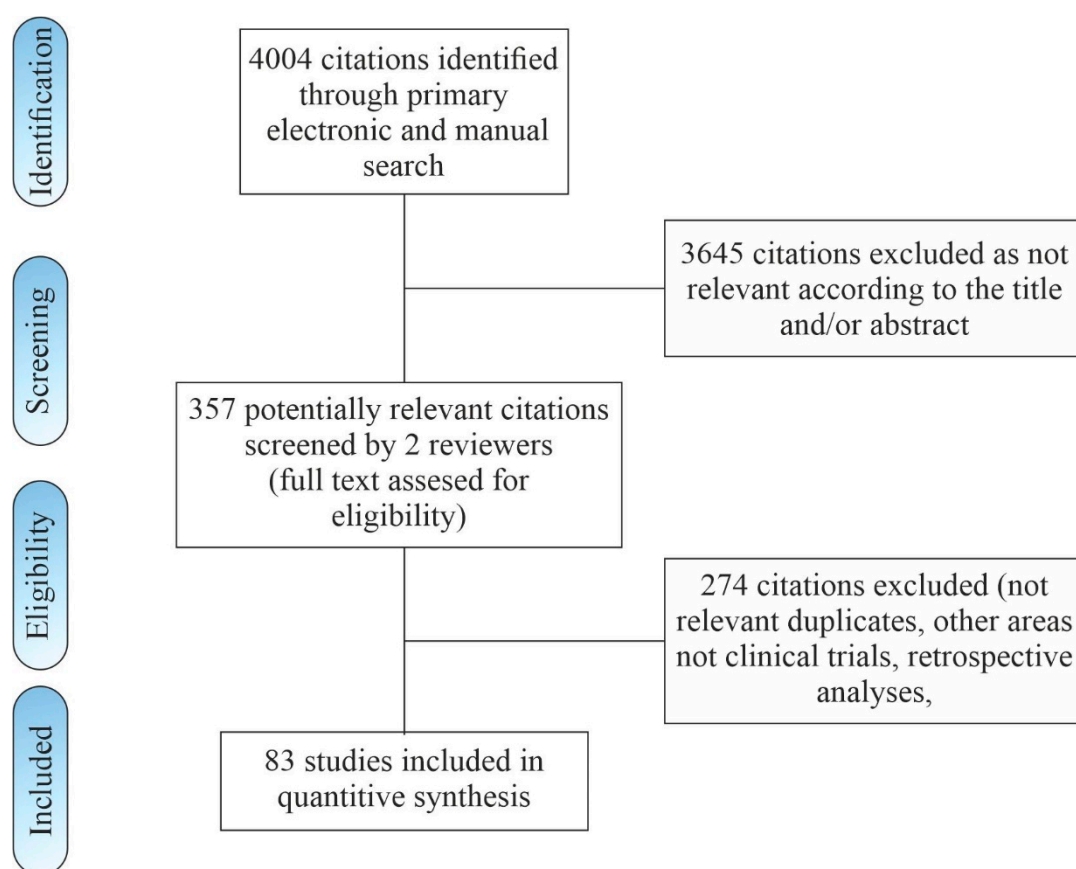 Identification
4004 citations identified
through primary
electronic and manual
search
3645 citations excluded as not
relevant according to the title
and/or abstract
Screening
357 potentially relevant citations
screened by 2 reviewers
(full text assesed for
eligibility)
Eligibility
274 citations excluded (not
relevant duplicates, other areas
not clinical trials, retrospective
analyses,
Included
83 studies included in
quantitive synthesis